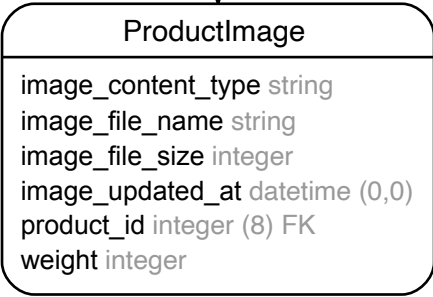 ProductImage
image_content_type string
image_file_name string
image_file_size integer
image_updated_at datetime (0,0)
product_id integer (8) FK
weight integer